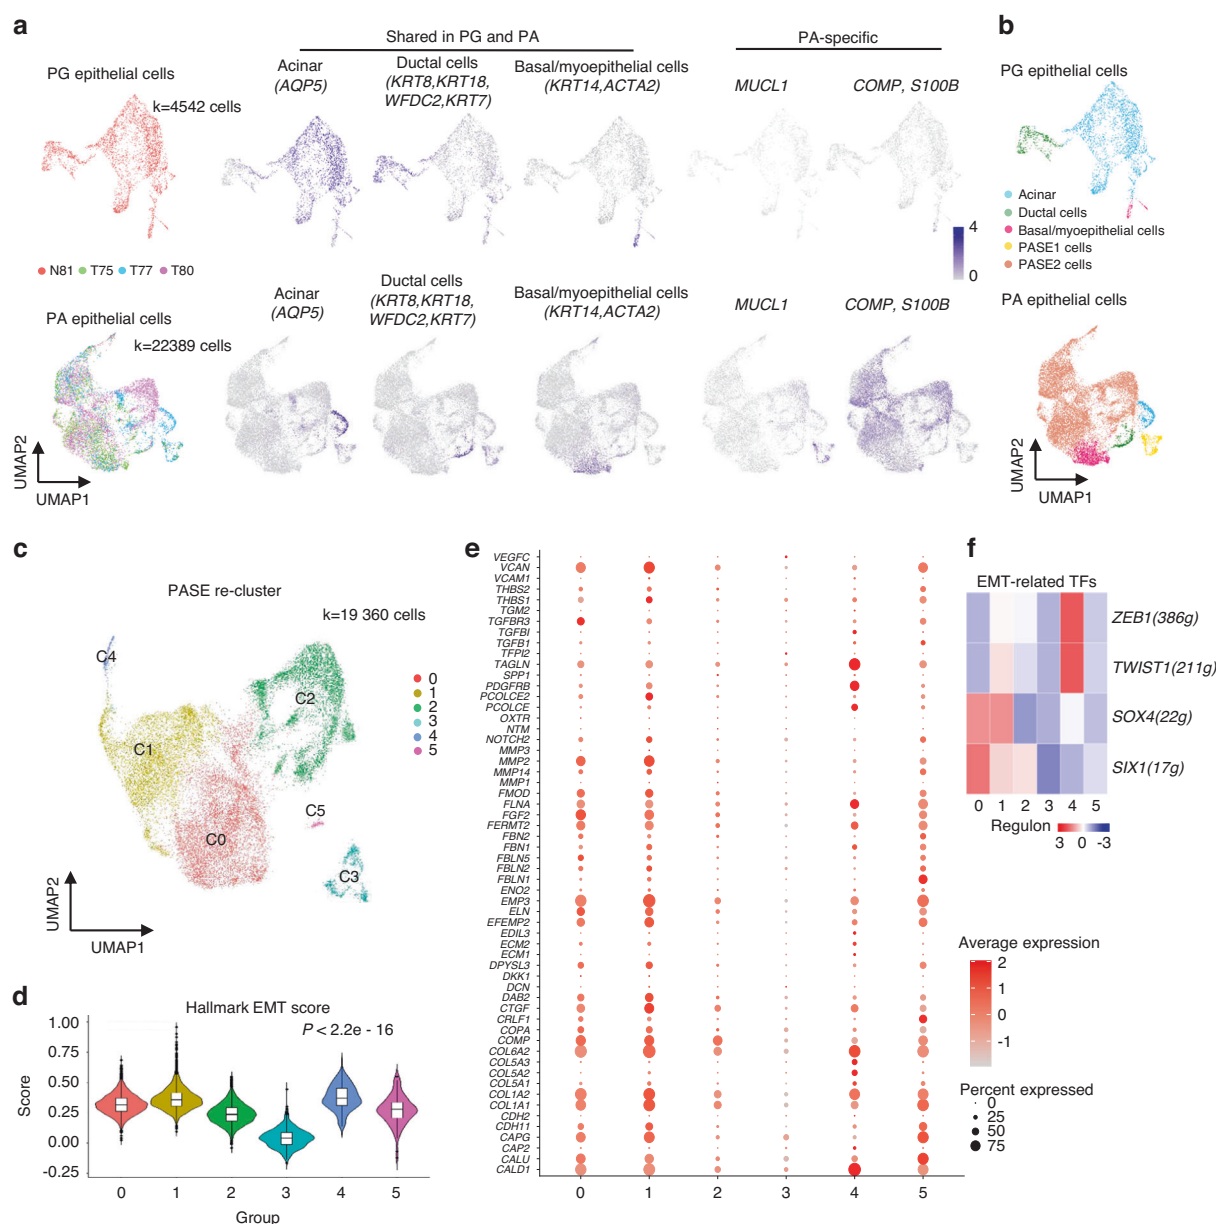 a
Shared in PG and PA
PA-specific
PG epithelial cells
k=4542 cells
Acinar
(AQP5)
Ductal cells
(KRT8,KRT18,
WFDC2,KRT7)
Basal/myoepithelial cells
(KRT14,ACTA2)
MUCL1
COMP, S100B
4
0
N81
T75
T77
T80
PA epithelial cells
k=22389 cells
Acinar
(AQP5)
Ductal cells
(KRT8,KRT18,
WFDC2,KRT7)
Basal/myoepithelial cells
(KRT14,ACTA2)
MUCL1
COMP, S100B
UMAP2
UMAP1
b
PG epithelial cells
Acinar
Ductal cells
Basal/myoepithelial cells
PASE1 cells
PASE2 cells
PA epithelial cells
UMAP2
UMAP1
c
PASE re-cluster
k=19 360 cells
C4
C2
C1
C5
C0
C3
0
1
2
3
4
5
UMAP2
UMAP1
d
Hallmark EMT score
P < 2.2e - 16
Score
1.00
0.75
0.50
0.25
0.00
-0.25
0 1 2 3 4 5
Group
e
VEGFC
VCAN
VCAM1
THBS2
THBS1
TGM2
TGFBR3
TGFBI
TGFB1
TFPI2
TAGLN
SPP1
PDGFRB
PCOLCE2
PCOLCE
OXTR
NTM
NOTCH2
MMP3
MMP2
MMP14
MMP1
FMOD
FLNA
FGF2
FERMT2
FBN2
FBN1
FBLN5
FBLN2
FBLN1
ENO2
EMP3
ELN
EFEMP2
EDIL3
ECM2
ECM1
DPYSL3
DKK1
DCN
DAB2
CTGF
CRLF1
COPA
COMP
COL6A2
COL5A3
COL5A2
COL5A1
COL1A2
COL1A1
CDH2
CDH11
CAPG
CAP2
CALU
CALD1
0 1 2 3 4 5
f
EMT-related TFs
ZEB1(386g)
TWIST1(211g)
SOX4(22g)
SIX1(17g)
0 1 2 3 4 5
Regulon
3 0 -3
Average expression
2
1
0
-1
Percent expressed
0
25
50
75